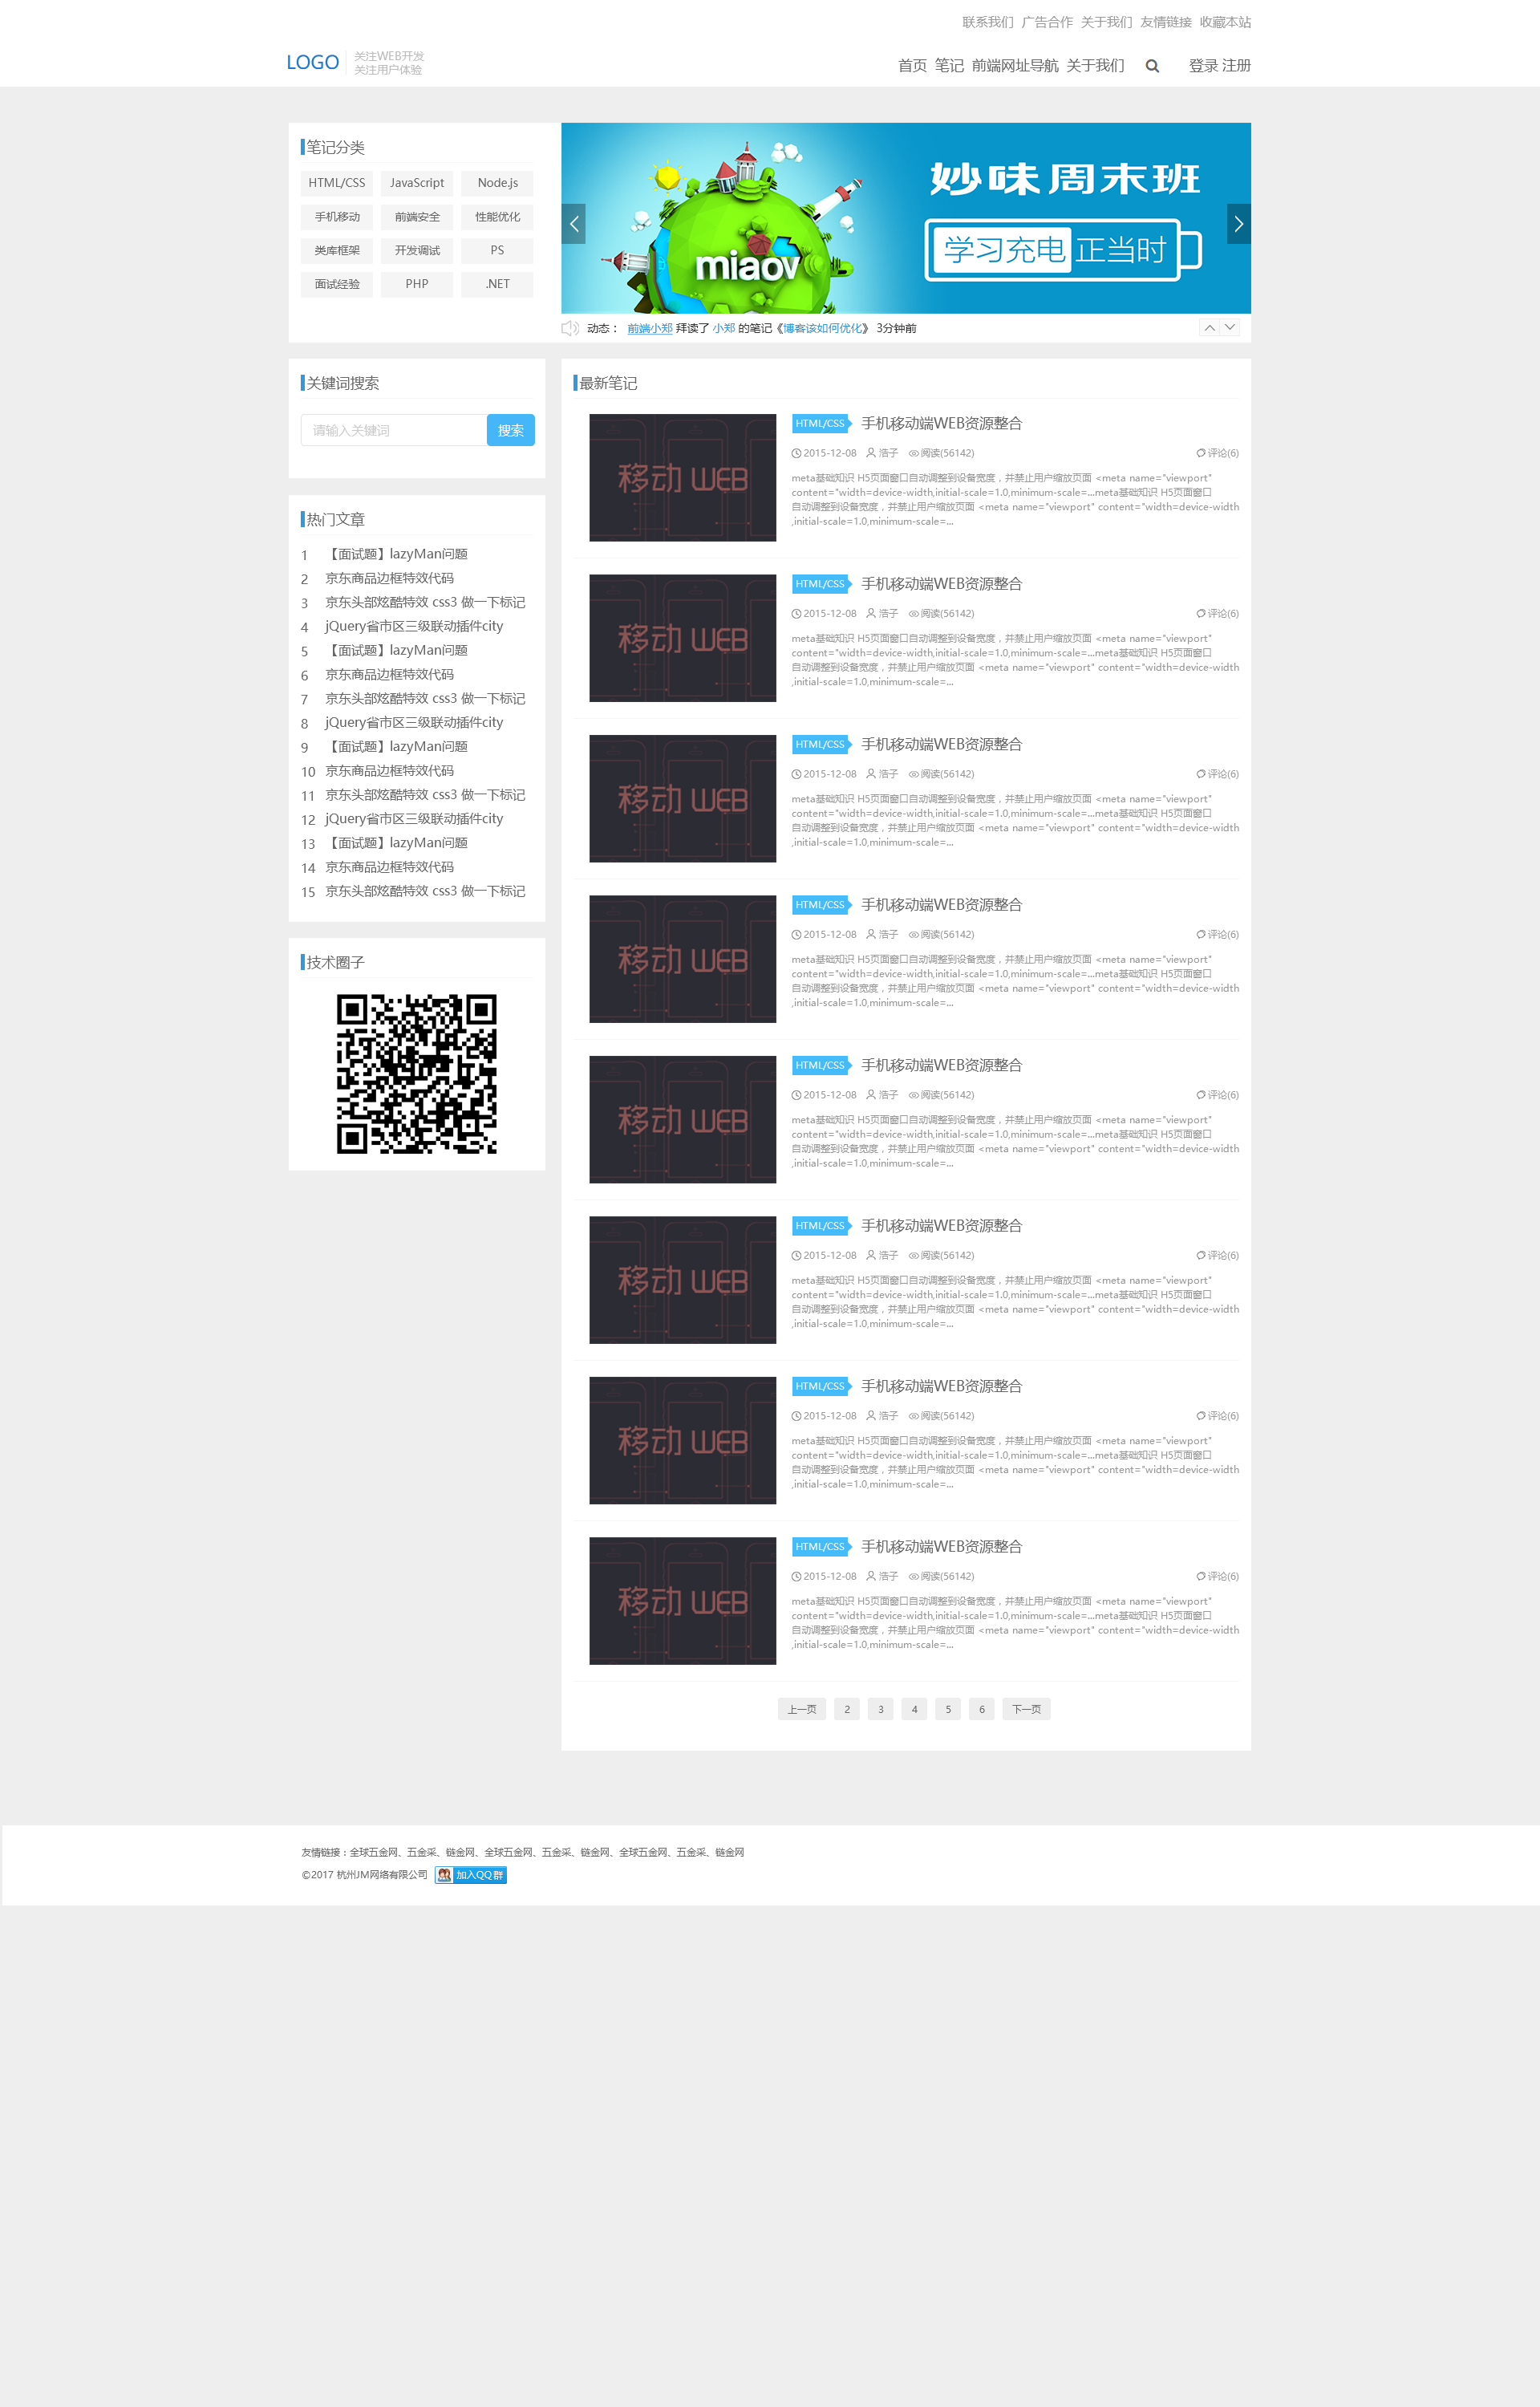 联系我们 广告合作 关于我们 友情链接 收藏本站
LOGO
关注WEB开发
关注用户体验
首页 笔记 前端网址导航 关于我们 登录 注册
笔记分类
HTML/CSS JavaScript Node.js
手机移动 前端安全 性能优化
类库框架 开发调试 PS
面试经验 PHP .NET
妙味周末班
学习充电 正当时
miaov
动态： 前端小郑 拜读了 小郑 的笔记《博客该如何优化》 3分钟前
关键词搜索
请输入关键词 搜索
热门文章
1 【面试题】lazyMan问题
2 京东商品边框特效代码
3 京东头部炫酷特效 css3 做一下标记
4 jQuery省市区三级联动插件city
5 【面试题】lazyMan问题
6 京东商品边框特效代码
7 京东头部炫酷特效 css3 做一下标记
8 jQuery省市区三级联动插件city
9 【面试题】lazyMan问题
10 京东商品边框特效代码
11 京东头部炫酷特效 css3 做一下标记
12 jQuery省市区三级联动插件city
13 【面试题】lazyMan问题
14 京东商品边框特效代码
15 京东头部炫酷特效 css3 做一下标记
技术圈子
最新笔记
移动 WEB
HTML/CSS 手机移动端WEB资源整合
2015-12-08 浩子 阅读(56142) 评论(6)
meta基础知识 H5页面窗口自动调整到设备宽度，并禁止用户缩放页面 <meta name="viewport"
content="width=device-width,initial-scale=1.0,minimum-scale=...meta基础知识 H5页面窗口
自动调整到设备宽度，并禁止用户缩放页面 <meta name="viewport" content="width=device-width
,initial-scale=1.0,minimum-scale=...
移动 WEB
HTML/CSS 手机移动端WEB资源整合
2015-12-08 浩子 阅读(56142) 评论(6)
meta基础知识 H5页面窗口自动调整到设备宽度，并禁止用户缩放页面 <meta name="viewport"
content="width=device-width,initial-scale=1.0,minimum-scale=...meta基础知识 H5页面窗口
自动调整到设备宽度，并禁止用户缩放页面 <meta name="viewport" content="width=device-width
,initial-scale=1.0,minimum-scale=...
移动 WEB
HTML/CSS 手机移动端WEB资源整合
2015-12-08 浩子 阅读(56142) 评论(6)
meta基础知识 H5页面窗口自动调整到设备宽度，并禁止用户缩放页面 <meta name="viewport"
content="width=device-width,initial-scale=1.0,minimum-scale=...meta基础知识 H5页面窗口
自动调整到设备宽度，并禁止用户缩放页面 <meta name="viewport" content="width=device-width
,initial-scale=1.0,minimum-scale=...
移动 WEB
HTML/CSS 手机移动端WEB资源整合
2015-12-08 浩子 阅读(56142) 评论(6)
meta基础知识 H5页面窗口自动调整到设备宽度，并禁止用户缩放页面 <meta name="viewport"
content="width=device-width,initial-scale=1.0,minimum-scale=...meta基础知识 H5页面窗口
自动调整到设备宽度，并禁止用户缩放页面 <meta name="viewport" content="width=device-width
,initial-scale=1.0,minimum-scale=...
移动 WEB
HTML/CSS 手机移动端WEB资源整合
2015-12-08 浩子 阅读(56142) 评论(6)
meta基础知识 H5页面窗口自动调整到设备宽度，并禁止用户缩放页面 <meta name="viewport"
content="width=device-width,initial-scale=1.0,minimum-scale=...meta基础知识 H5页面窗口
自动调整到设备宽度，并禁止用户缩放页面 <meta name="viewport" content="width=device-width
,initial-scale=1.0,minimum-scale=...
移动 WEB
HTML/CSS 手机移动端WEB资源整合
2015-12-08 浩子 阅读(56142) 评论(6)
meta基础知识 H5页面窗口自动调整到设备宽度，并禁止用户缩放页面 <meta name="viewport"
content="width=device-width,initial-scale=1.0,minimum-scale=...meta基础知识 H5页面窗口
自动调整到设备宽度，并禁止用户缩放页面 <meta name="viewport" content="width=device-width
,initial-scale=1.0,minimum-scale=...
移动 WEB
HTML/CSS 手机移动端WEB资源整合
2015-12-08 浩子 阅读(56142) 评论(6)
meta基础知识 H5页面窗口自动调整到设备宽度，并禁止用户缩放页面 <meta name="viewport"
content="width=device-width,initial-scale=1.0,minimum-scale=...meta基础知识 H5页面窗口
自动调整到设备宽度，并禁止用户缩放页面 <meta name="viewport" content="width=device-width
,initial-scale=1.0,minimum-scale=...
移动 WEB
HTML/CSS 手机移动端WEB资源整合
2015-12-08 浩子 阅读(56142) 评论(6)
meta基础知识 H5页面窗口自动调整到设备宽度，并禁止用户缩放页面 <meta name="viewport"
content="width=device-width,initial-scale=1.0,minimum-scale=...meta基础知识 H5页面窗口
自动调整到设备宽度，并禁止用户缩放页面 <meta name="viewport" content="width=device-width
,initial-scale=1.0,minimum-scale=...
上一页 2 3 4 5 6 下一页
友情链接：全球五金网、五金采、链金网、全球五金网、五金采、链金网、全球五金网、五金采、链金网
©2017 杭州JM网络有限公司 加入QQ群